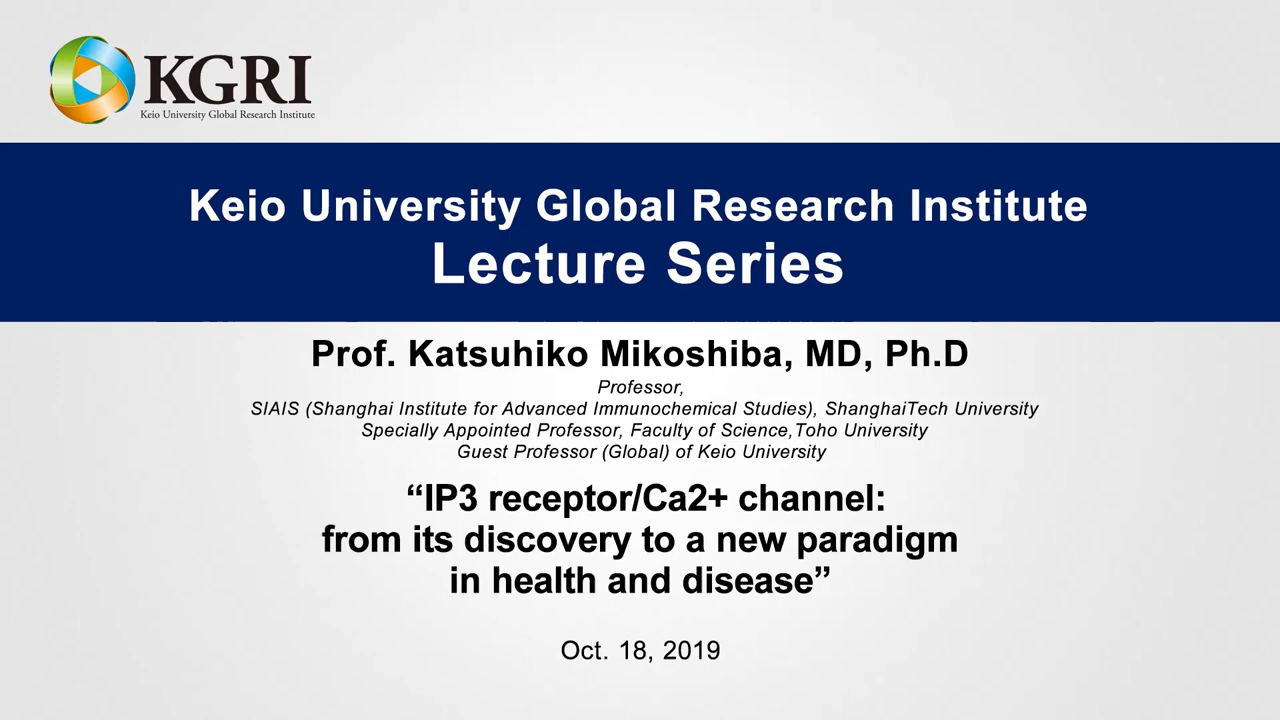 KGRI
Keio University Global Research Institute
Keio University Global Research Institute
Lecture Series
Prof. Katsuhiko Mikoshiba, MD, Ph.D
Professor,
SIAIS (Shanghai Institute for Advanced Immunochemical Studies), ShanghaiTech University
Specially Appointed Professor, Faculty of Science,Toho University
Guest Professor (Global) of Keio University
“IP3 receptor/Ca2+ channel:
from its discovery to a new paradigm
in health and disease”
Oct. 18, 2019